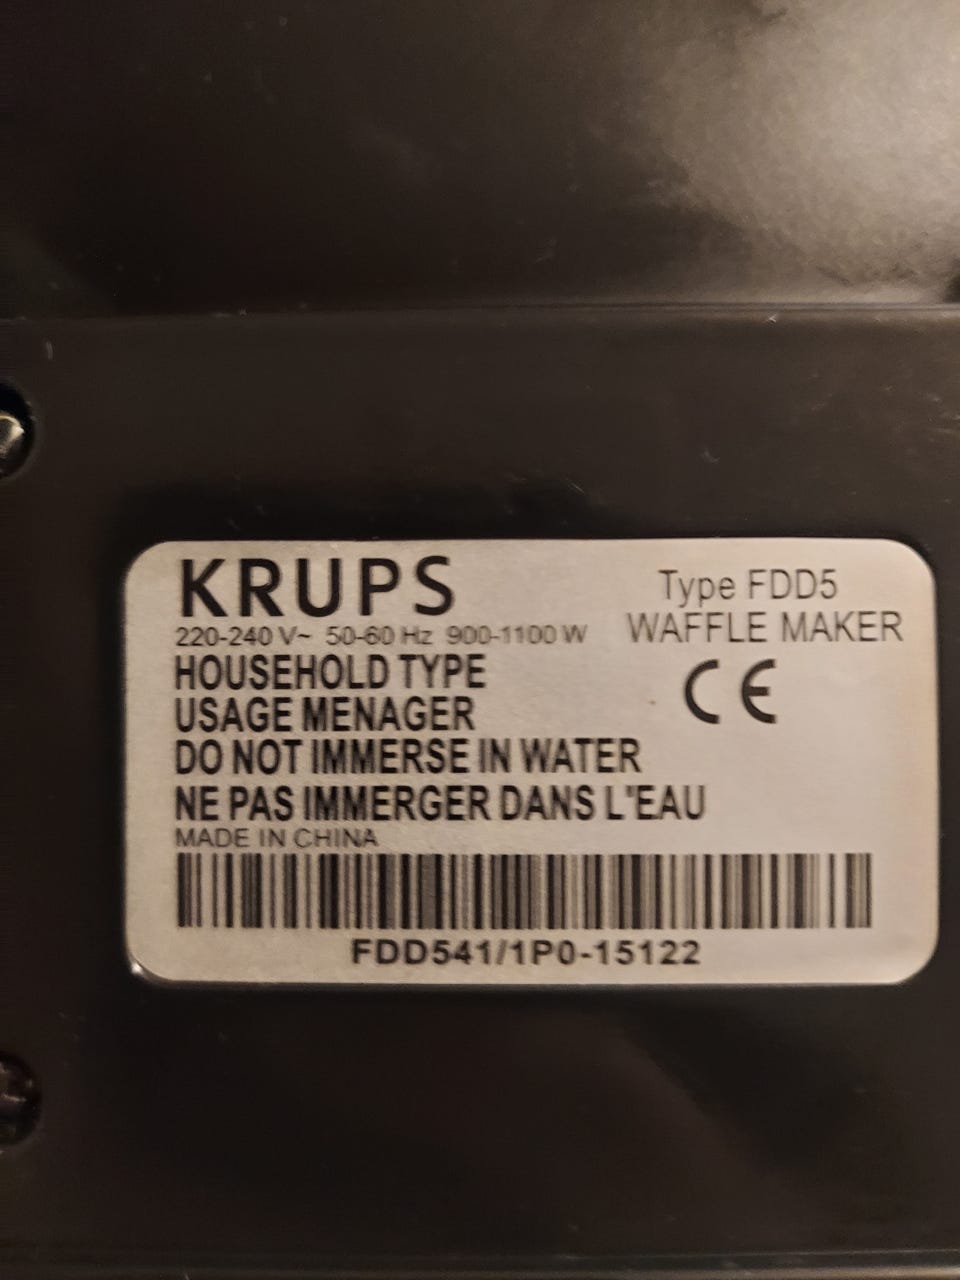 KRUPS
Type FDD5
220-240 V~ 50-60 Hz 900-1100 W
WAFFLE MAKER
HOUSEHOLD TYPE
CE
USAGE MENAGER
DO NOT IMMERSE IN WATER
NE PAS IMMERGER DANS L'EAU
MADE IN CHINA
FDD541/1P0-15122